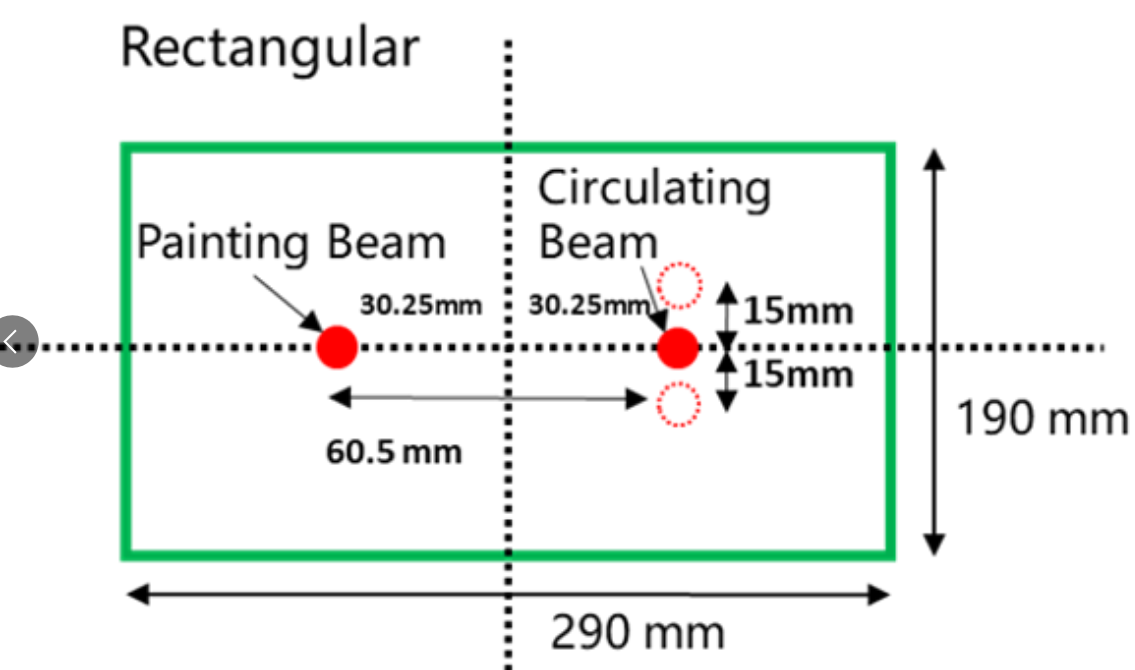 Rectangular
Circulating
Beam
Painting Beam
30.25mm
30.25mm
15mm
15mm
60.5 mm
190 mm
290 mm